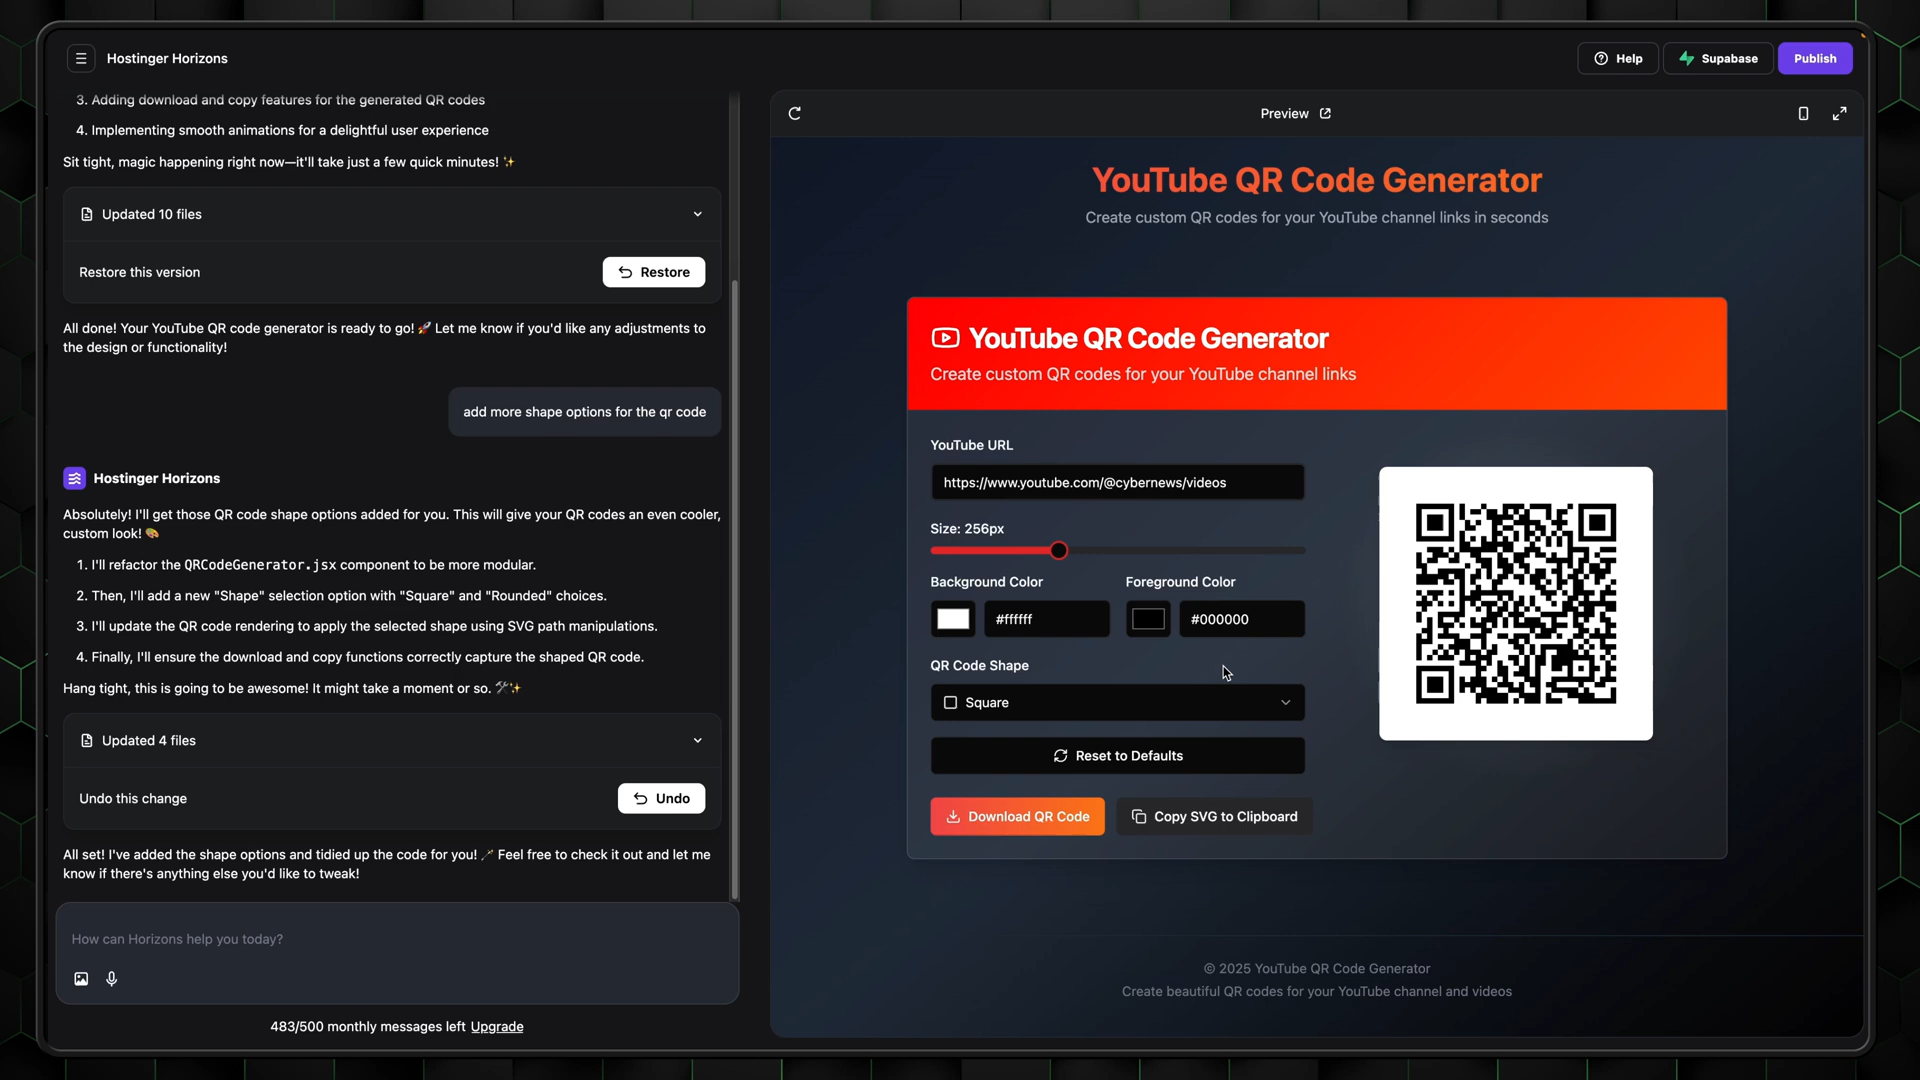 Hostinger Horizons
Help
Supabase
Publish
3. Adding download and copy features for the generated QR codes
4. Implementing smooth animations for a delightful user experience
Sit tight, magic happening right now—it'll take just a few quick minutes! ✨
Updated 10 files
Restore this version
Restore
All done! Your YouTube QR code generator is ready to go! 🚀 Let me know if you'd like any adjustments to
the design or functionality!
add more shape options for the qr code
Hostinger Horizons
Absolutely! I'll get those QR code shape options added for you. This will give your QR codes an even cooler,
custom look! 🎨
1. I'll refactor the QRCodeGenerator.jsx component to be more modular.
2. Then, I'll add a new "Shape" selection option with "Square" and "Rounded" choices.
3. I'll update the QR code rendering to apply the selected shape using SVG path manipulations.
4. Finally, I'll ensure the download and copy functions correctly capture the shaped QR code.
Hang tight, this is going to be awesome! It might take a moment or so. 🛠️✨
Updated 4 files
Undo this change
Undo
All set! I've added the shape options and tidied up the code for you! 🪄 Feel free to check it out and let me
know if there's anything else you'd like to tweak!
How can Horizons help you today?
483/500 monthly messages left Upgrade
Preview
YouTube QR Code Generator
Create custom QR codes for your YouTube channel links in seconds
YouTube QR Code Generator
Create custom QR codes for your YouTube channel links
YouTube URL
https://www.youtube.com/@cybernews/videos
Size: 256px
Background Color
Foreground Color
#ffffff
#000000
QR Code Shape
Square
Reset to Defaults
Download QR Code
Copy SVG to Clipboard
© 2025 YouTube QR Code Generator
Create beautiful QR codes for your YouTube channel and videos